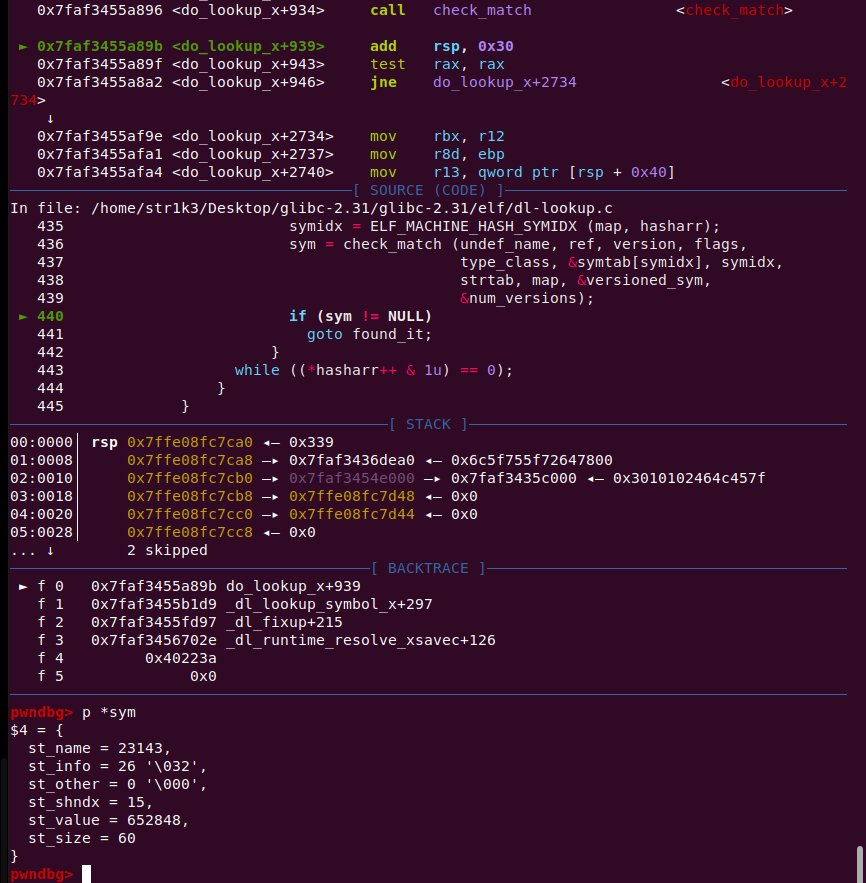 0x7faf3455a896 <do_lookup_x+934> call check_match <check_match>
► 0x7faf3455a89b <do_lookup_x+939> add rsp, 0x30
0x7faf3455a89f <do_lookup_x+943> test rax, rax
0x7faf3455a8a2 <do_lookup_x+946> jne do_lookup_x+2734 <do_lookup_x+2
734>
↓
0x7faf3455af9e <do_lookup_x+2734> mov rbx, r12
0x7faf3455afa1 <do_lookup_x+2737> mov r8d, ebp
0x7faf3455afa4 <do_lookup_x+2740> mov r13, qword ptr [rsp + 0x40]
[ SOURCE (CODE) ]
In file: /home/str1k3/Desktop/glibc-2.31/glibc-2.31/elf/dl-lookup.c
435 symidx = ELF_MACHINE_HASH_SYMIDX (map, hasharr);
436 sym = check_match (undef_name, ref, version, flags,
437 type_class, &symtab[symidx], symidx,
438 strtab, map, &versioned_sym,
439 &num_versions);
► 440 if (sym != NULL)
441 goto found_it;
442 }
443 while ((*hasharr++ & 1u) == 0);
444 }
445 }
[ STACK ]
00:0000│ rsp 0x7ffe08fc7ca0 ◂— 0x339
01:0008│ 0x7ffe08fc7ca8 —▸ 0x7faf3436dea0 ◂— 0x6c5f755f72647800
02:0010│ 0x7ffe08fc7cb0 —▸ 0x7faf3454e000 —▸ 0x7faf3435c000 ◂— 0x3010102464c457f
03:0018│ 0x7ffe08fc7cb8 —▸ 0x7ffe08fc7d48 ◂— 0x0
04:0020│ 0x7ffe08fc7cc0 —▸ 0x7ffe08fc7d44 ◂— 0x0
05:0028│ 0x7ffe08fc7cc8 ◂— 0x0
... ↓ 2 skipped
[ BACKTRACE ]
► f 0 0x7faf3455a89b do_lookup_x+939
f 1 0x7faf3455b1d9 _dl_lookup_symbol_x+297
f 2 0x7faf3455fd97 _dl_fixup+215
f 3 0x7faf3456702e _dl_runtime_resolve_xsavec+126
f 4 0x40223a
f 5 0x0
pwndbg> p *sym
$4 = {
st_name = 23143,
st_info = 26 '\032',
st_other = 0 '\000',
st_shndx = 15,
st_value = 652848,
st_size = 60
}
pwndbg>